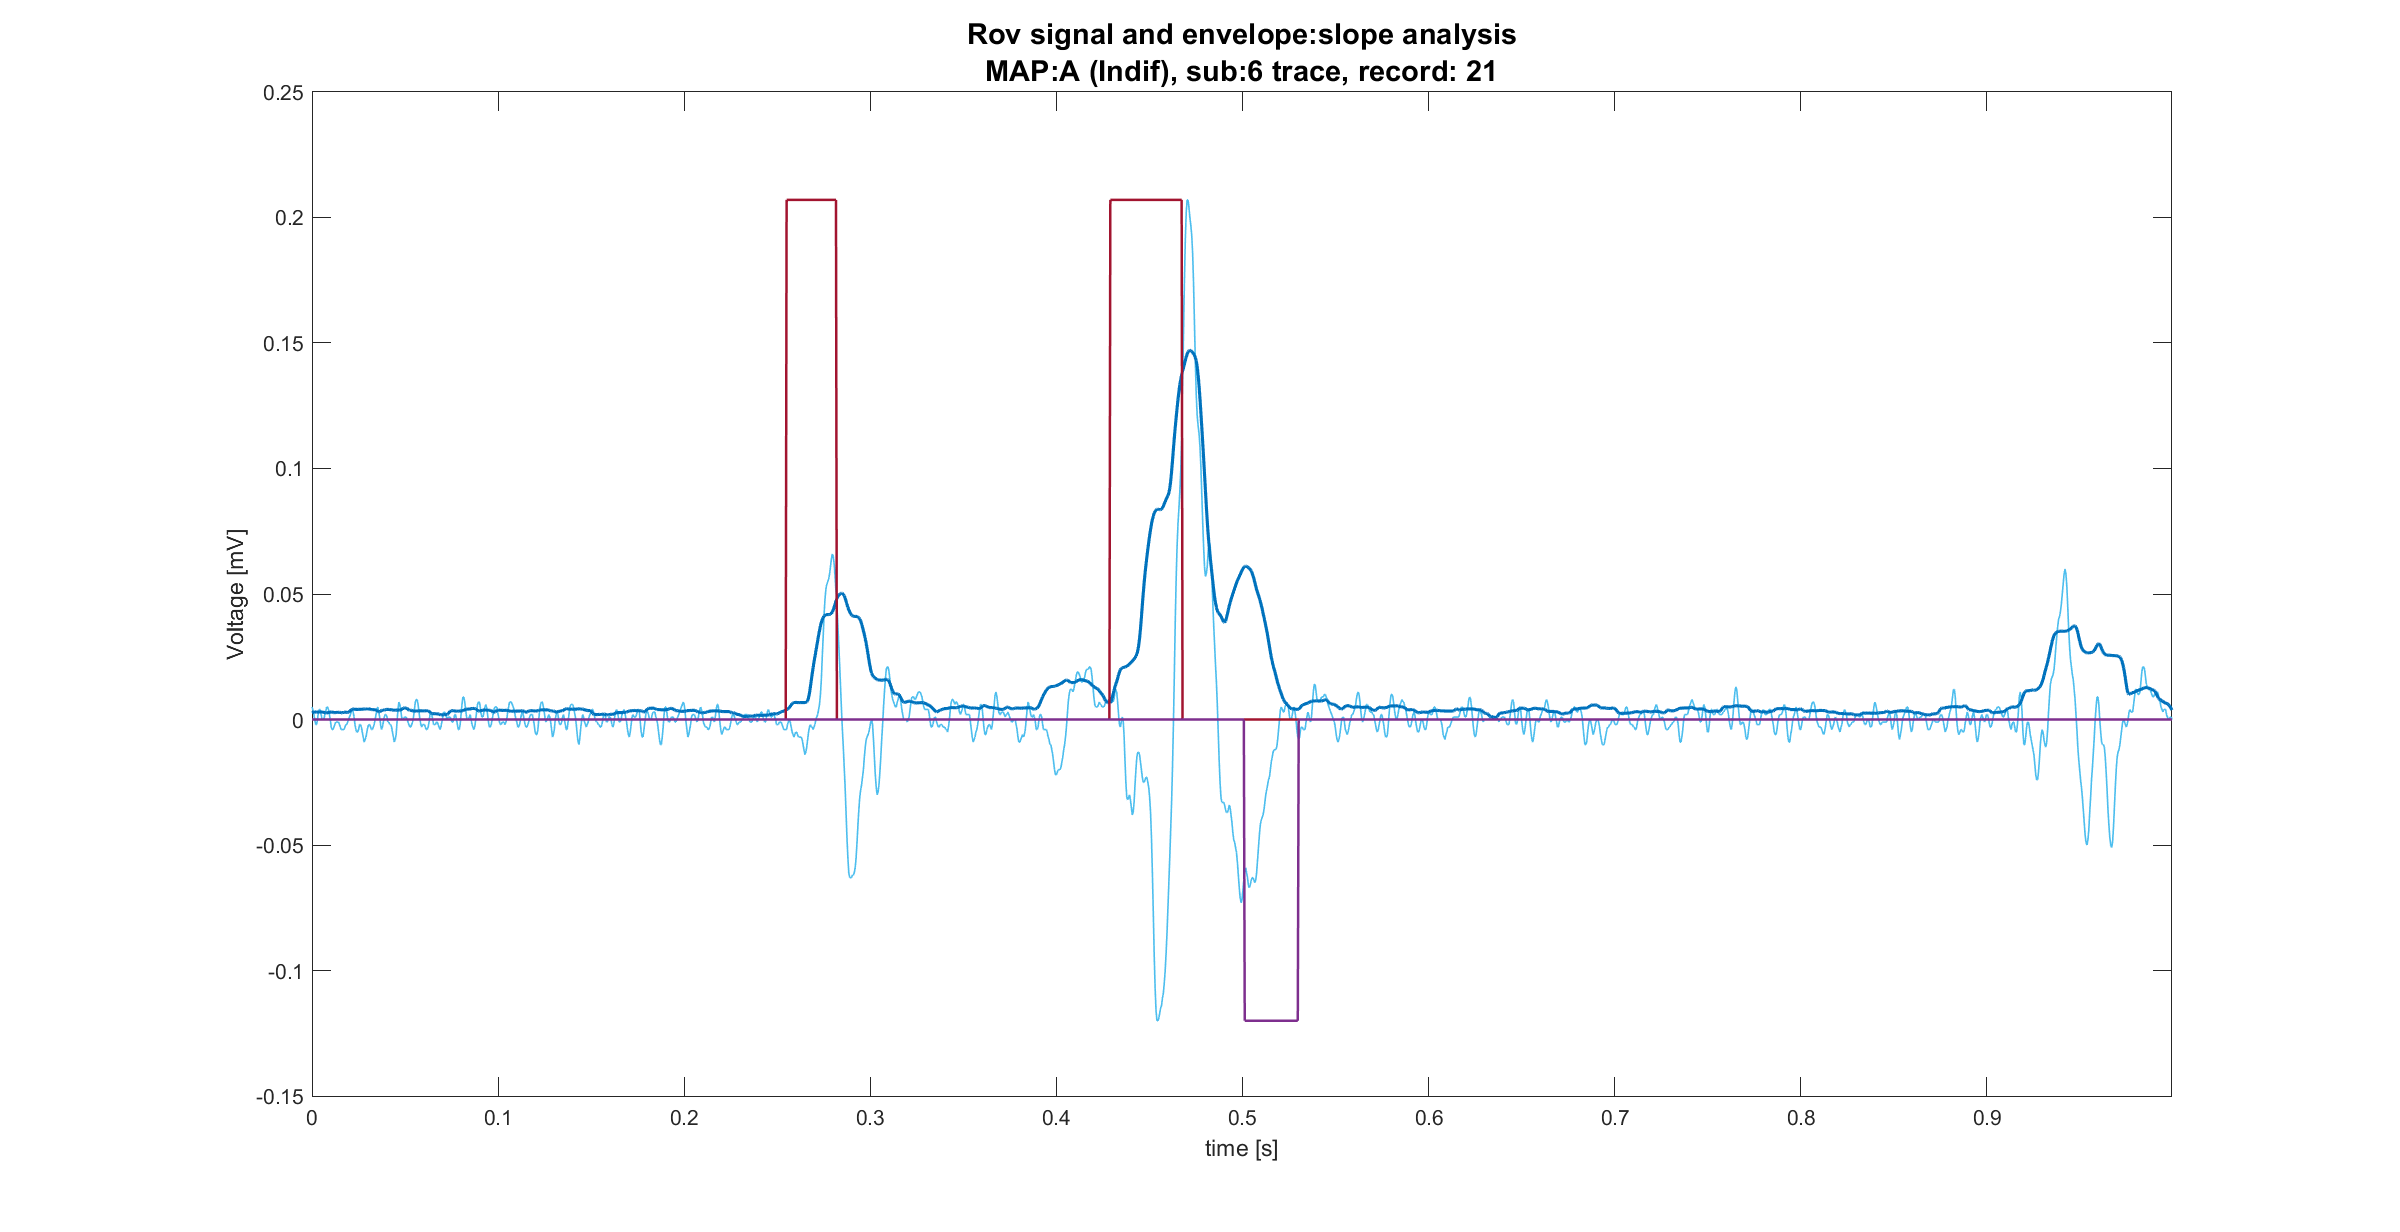 Rov signal and envelope:slope analysis
MAP:A (Indif), sub:6 trace, record: 21
0.25
0.2
0.15
0.1
0.05
0
-0.05
-0.1
-0.15
Voltage [mV]
0 0.1 0.2 0.3 0.4 0.5 0.6 0.7 0.8 0.9
time [s]